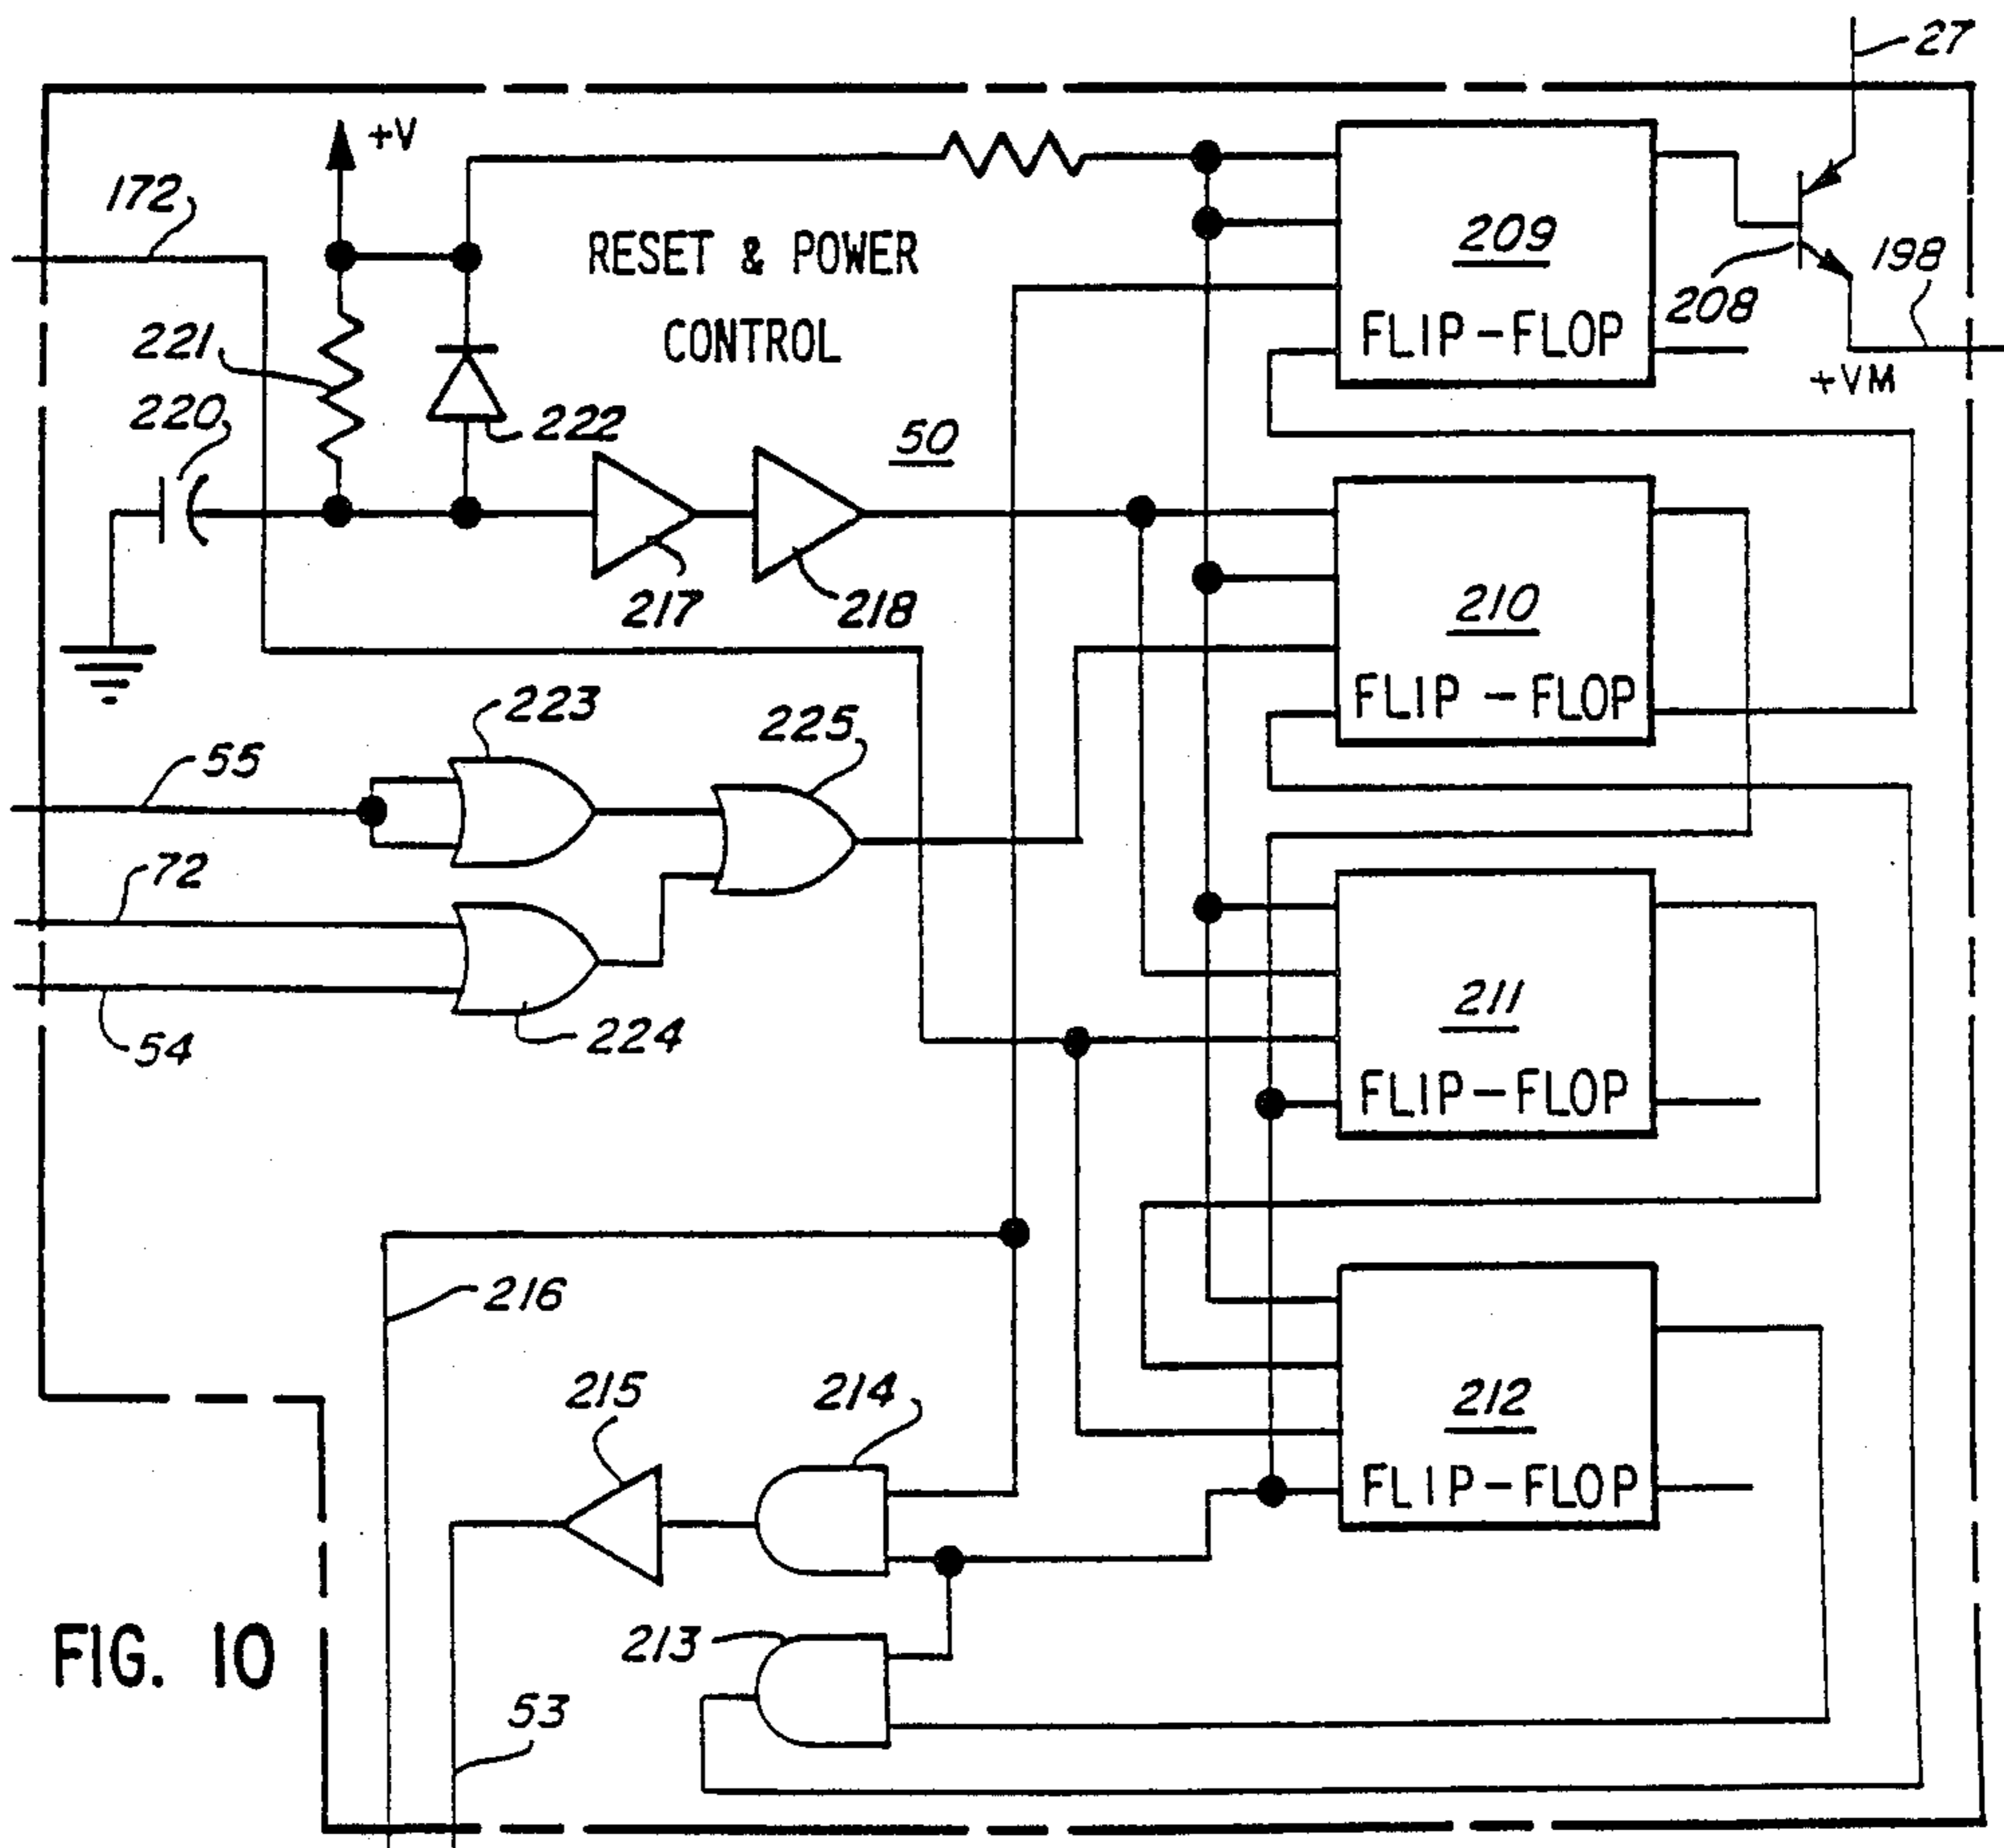 27
+V
172
RESET & POWER
CONTROL
209
FLIP-FLOP
198
208
+VM
221
220
222
50
217
218
210
FLIP-FLOP
223
225
55
72
54
224
211
FLIP-FLOP
216
215
214
212
FLIP-FLOP
213
53
FIG. 10